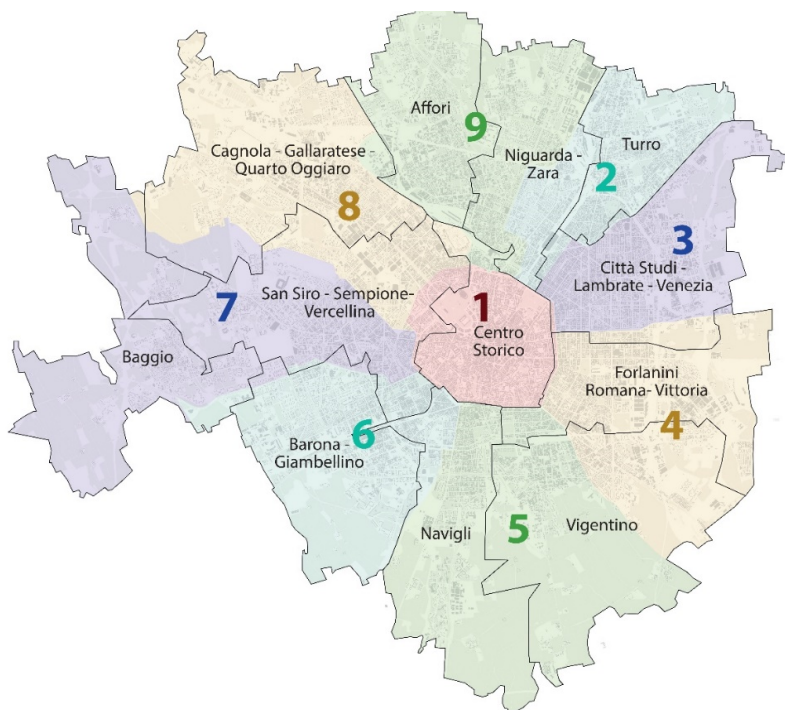 Affori
9
Niguarda -
Zara
Turro
2
Cagnola - Gallaratese -
Quarto Oggiaro
8
3
Città Studi -
Lambrate - Venezia
7
San Siro - Sempione-
Vercellina
1
Centro
Storico
Baggio
Forlanini
Romana- Vittoria
4
6
Barona -
Giambellino
Navigli
5
Vigentino